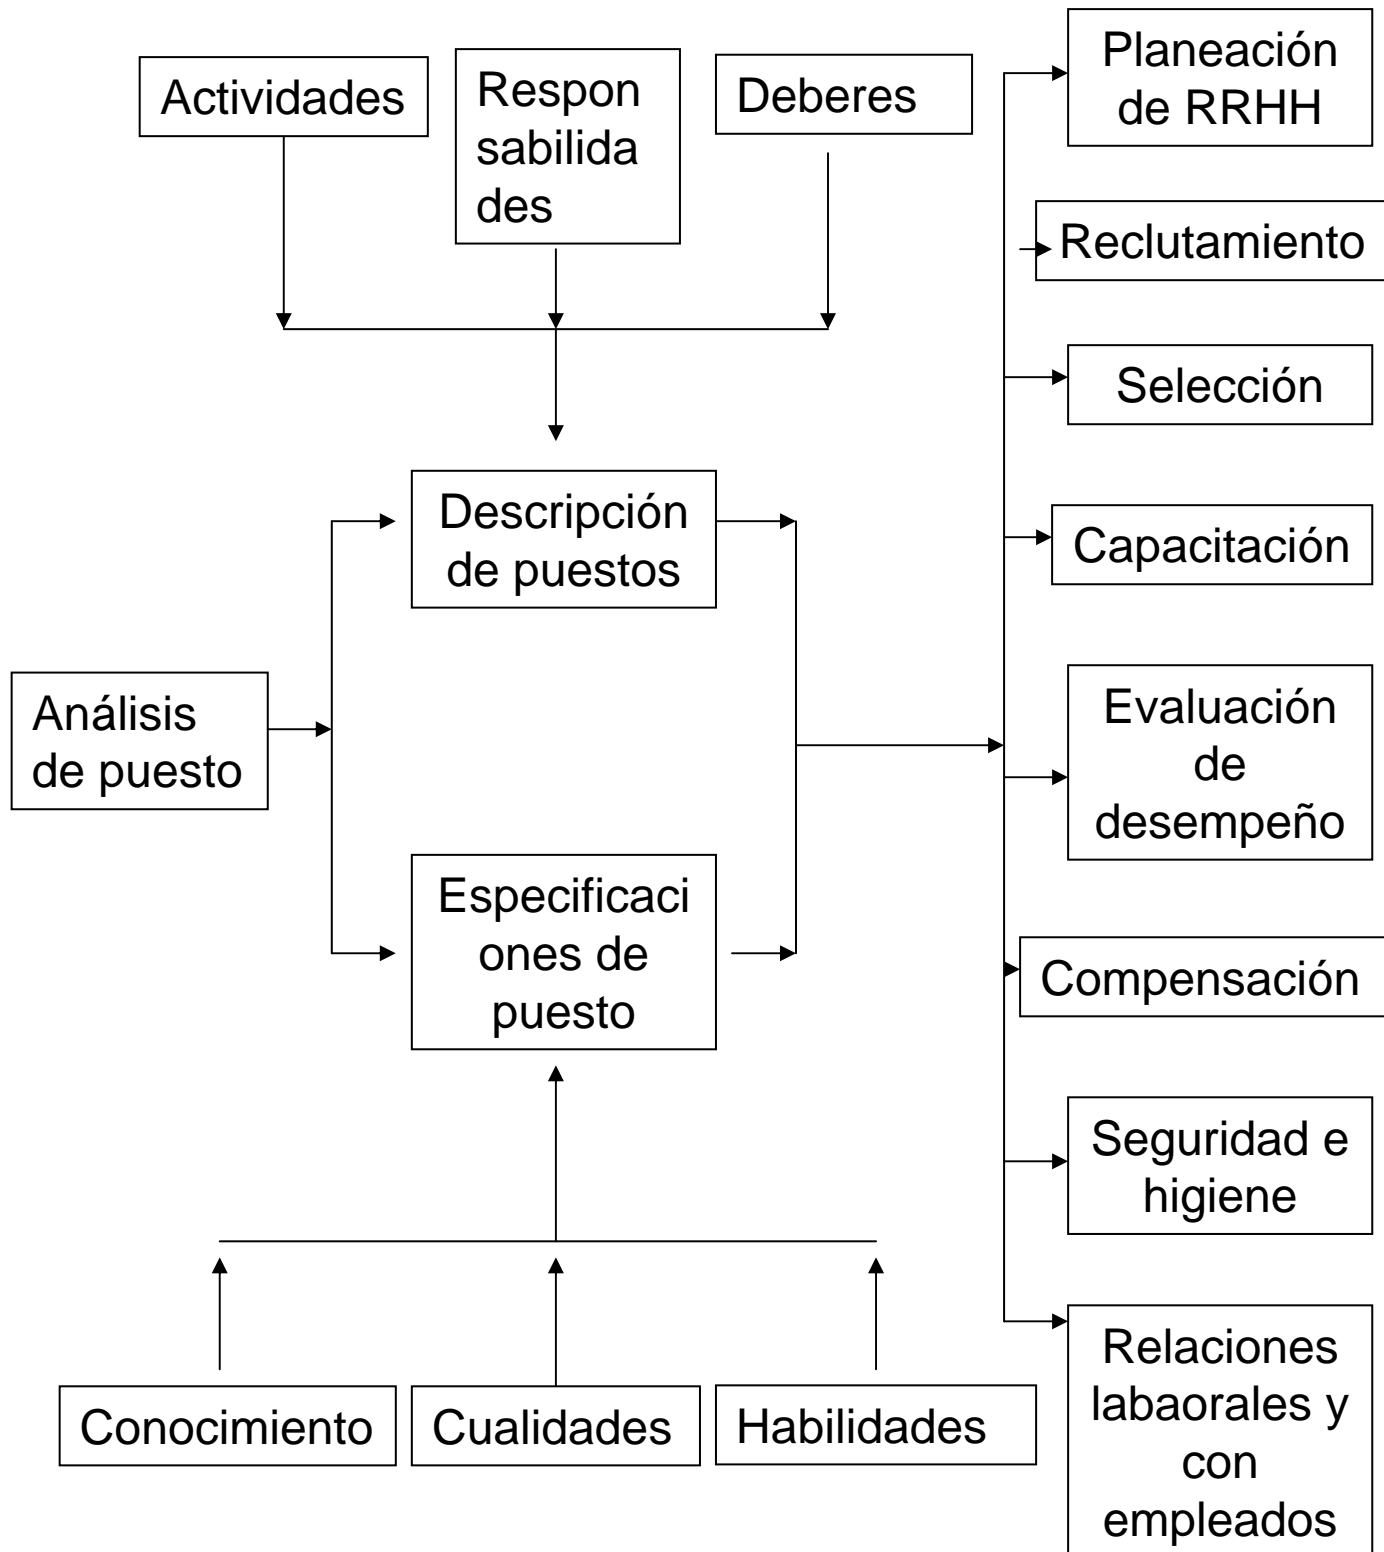 Actividades
Respon
sabilida
des
Deberes
Planeación
de RRHH
Reclutamiento
Selección
Capacitación
Descripción
de puestos
Análisis
de puesto
Evaluación
de
desempeño
Especificaci
ones de
puesto
Compensación
Seguridad e
higiene
Conocimiento
Cualidades
Habilidades
Relaciones
labaorales y
con
empleados